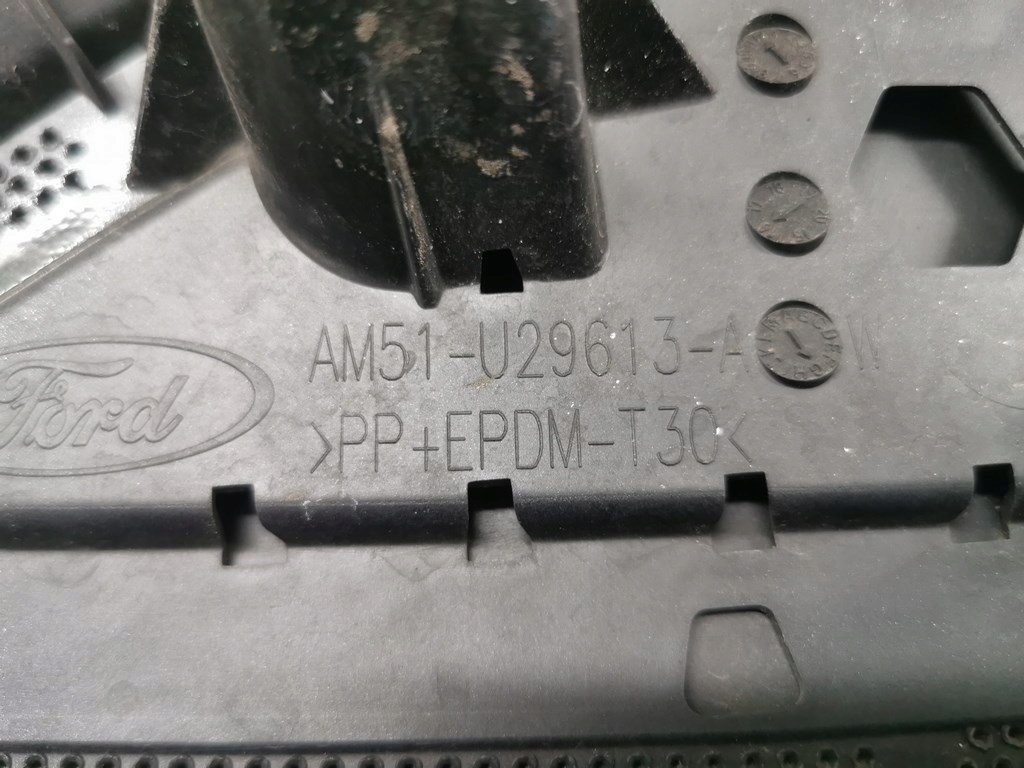 Ford
AM51-U29613-A W
>PP+EPDM-T30<